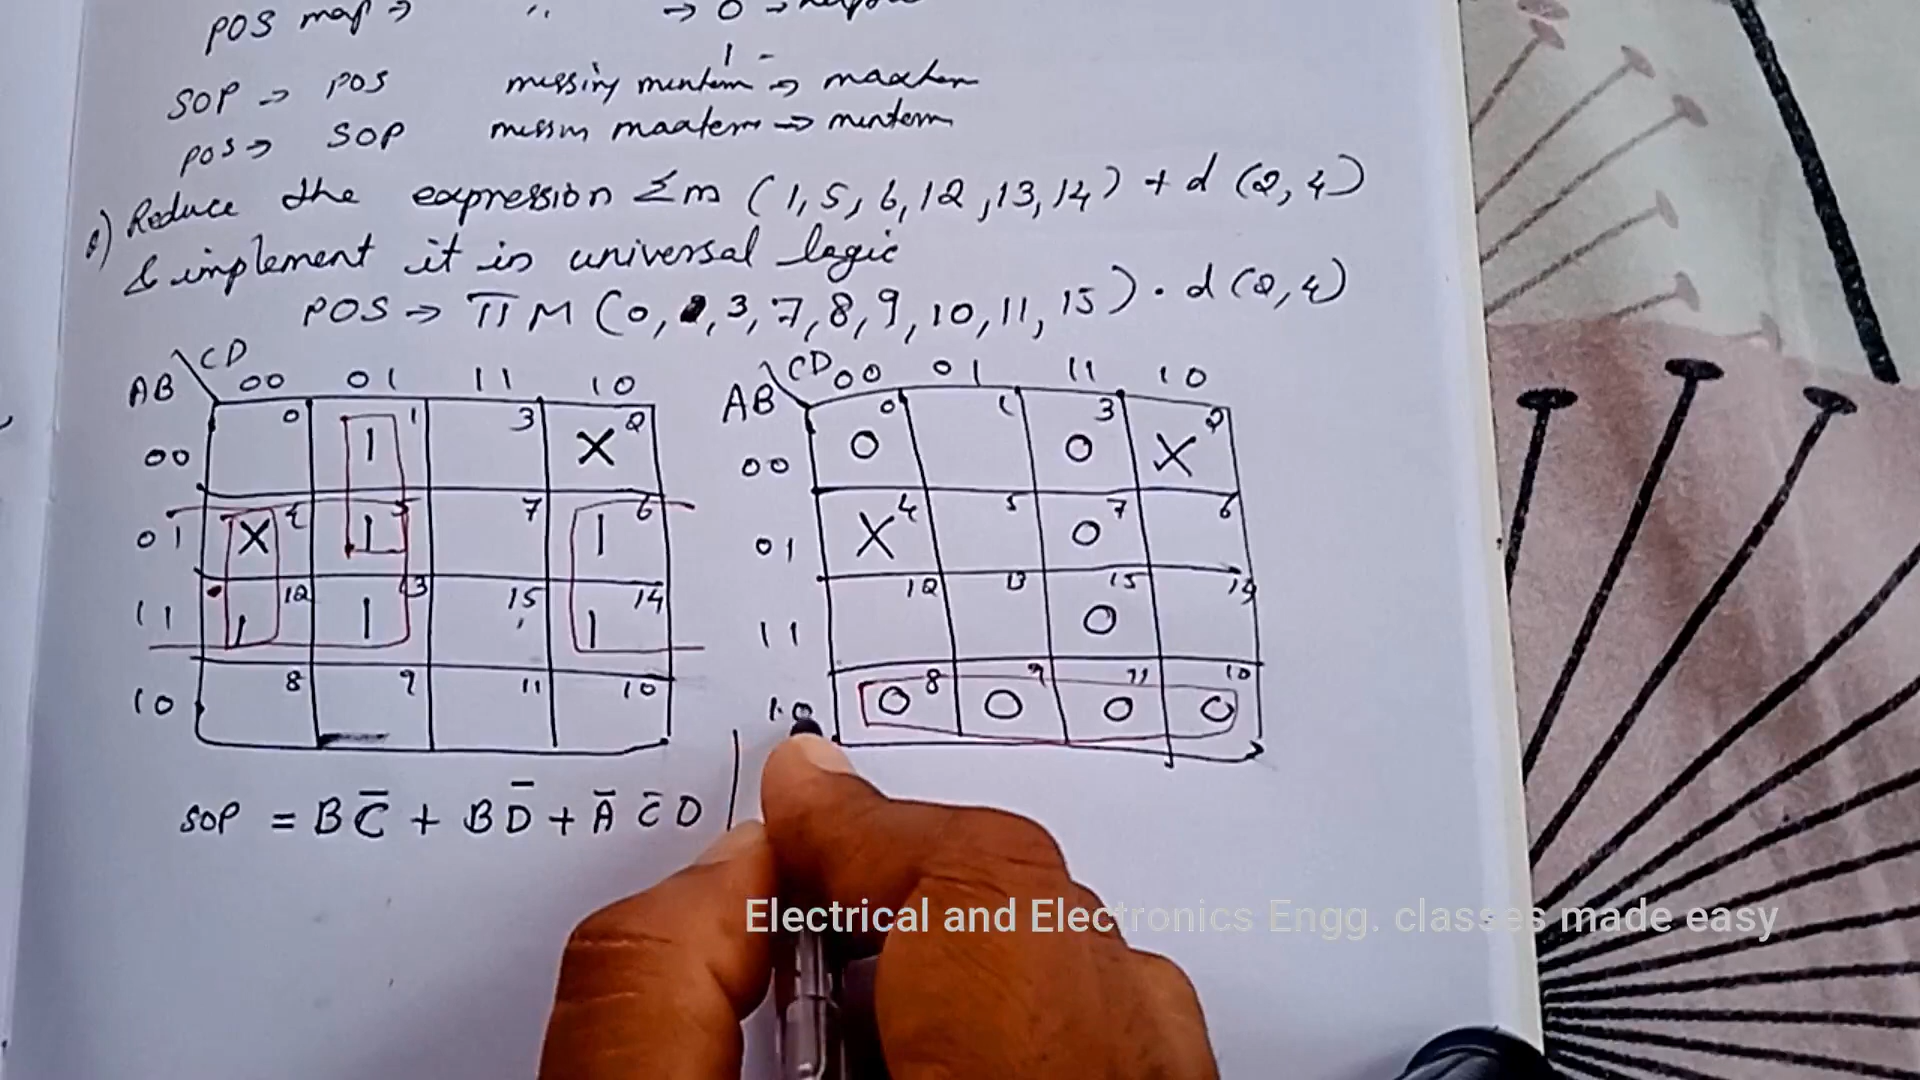 POS map →    ,,    → 0 →
1 -
SOP → POS    missing minterm → maxterm
POS → SOP    missin maxterm → minterm
Reduce the expression Σm (1,5,6,12,13,14) + d (2,4)
& implement it in universal logic
POS → πM (0, , 3,7,8,9,10,11,15) . d (2,4)
AB CD 00 01 11 10
00 0 1 1 3 X 2
01 X 4 1 5 7 1 6
11 1 12 1 13 15 1 14
10 8 9 11 10
AB CD 00 01 11 10
00 0 0 1 0 3 X 2
01 X 4 5 0 7 6
11 12 13 0 15 14
10 0 8 0 9 0 11 0 10
SOP = BC̅ + BD̅ + A̅ C̅ D
Electrical and Electronics Engg. classes made easy